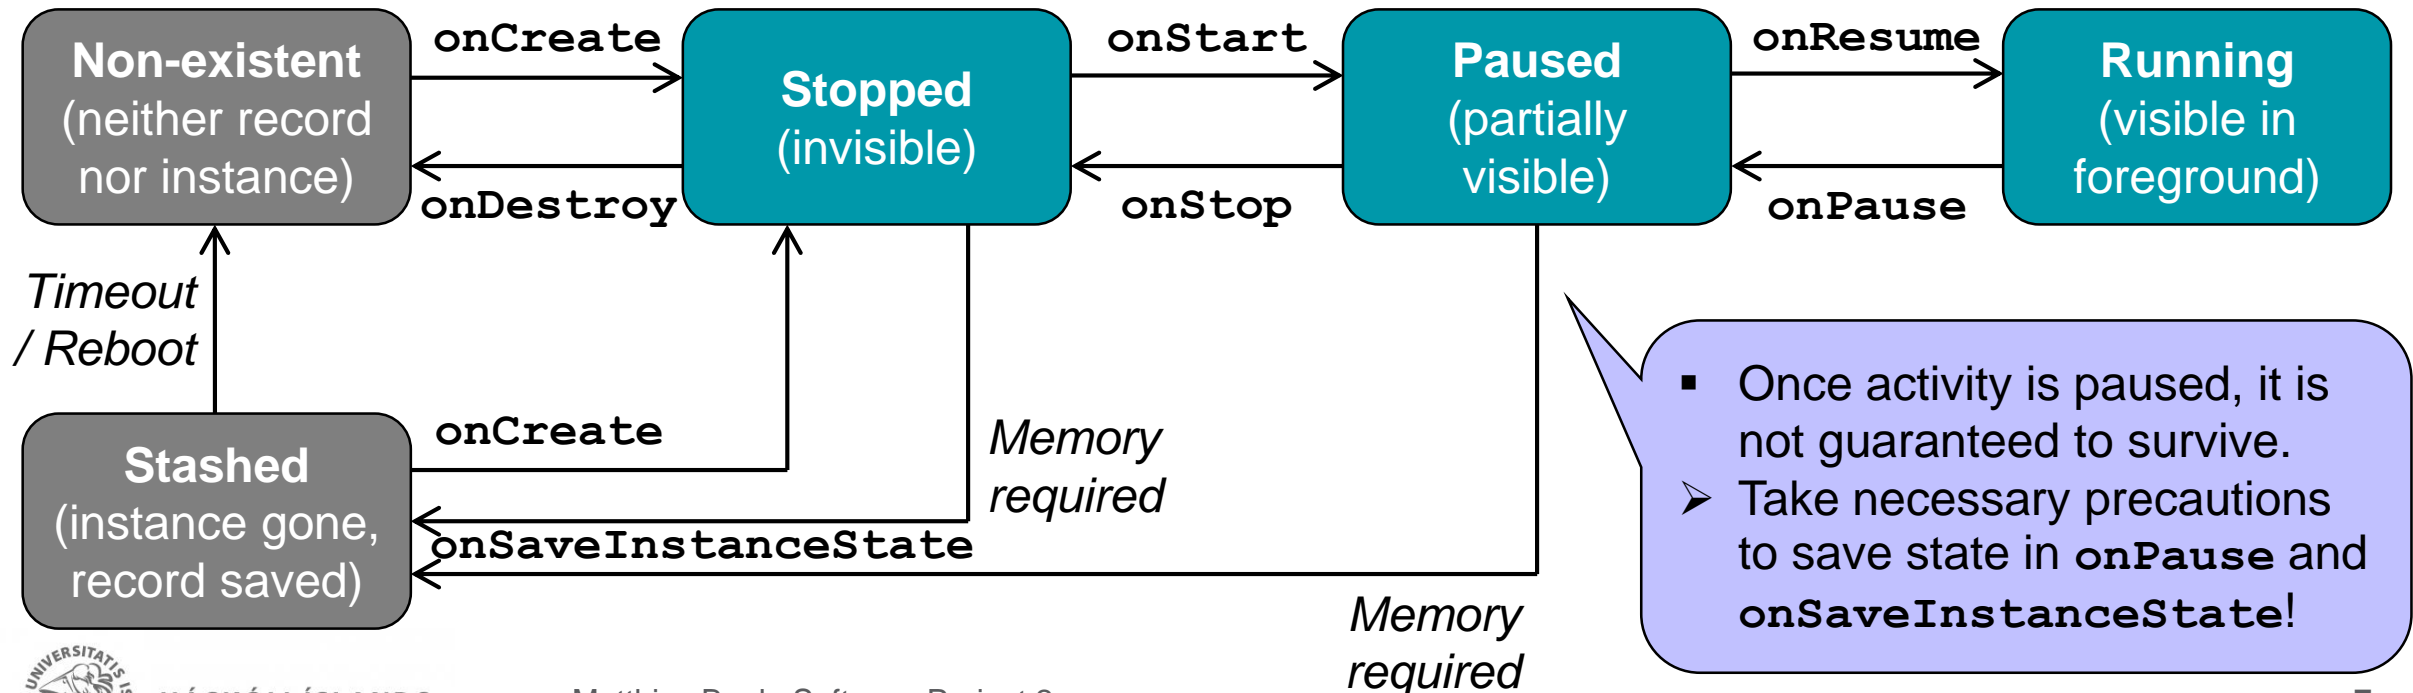 Non-existent
(neither record
nor instance)
onCreate
onDestroy
Stopped
(invisible)
onStart
onStop
Paused
(partially
visible)
onResume
onPause
Running
(visible in
foreground)
Timeout
/ Reboot
Stashed
(instance gone,
record saved)
onCreate
onSaveInstanceState
Memory
required
Memory
required
▪ Once activity is paused, it is
not guaranteed to survive.
➢ Take necessary precautions
to save state in onPause and
onSaveInstanceState!